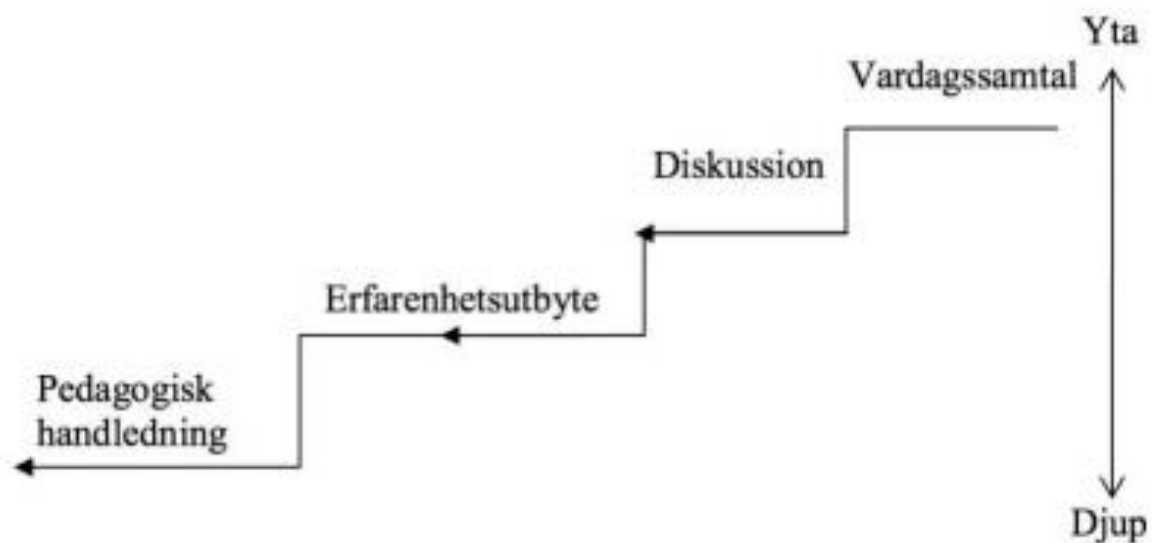 Yta
Vardagssamtal
Diskussion
Erfarenhetsutbyte
Pedagogisk
handledning
Djup